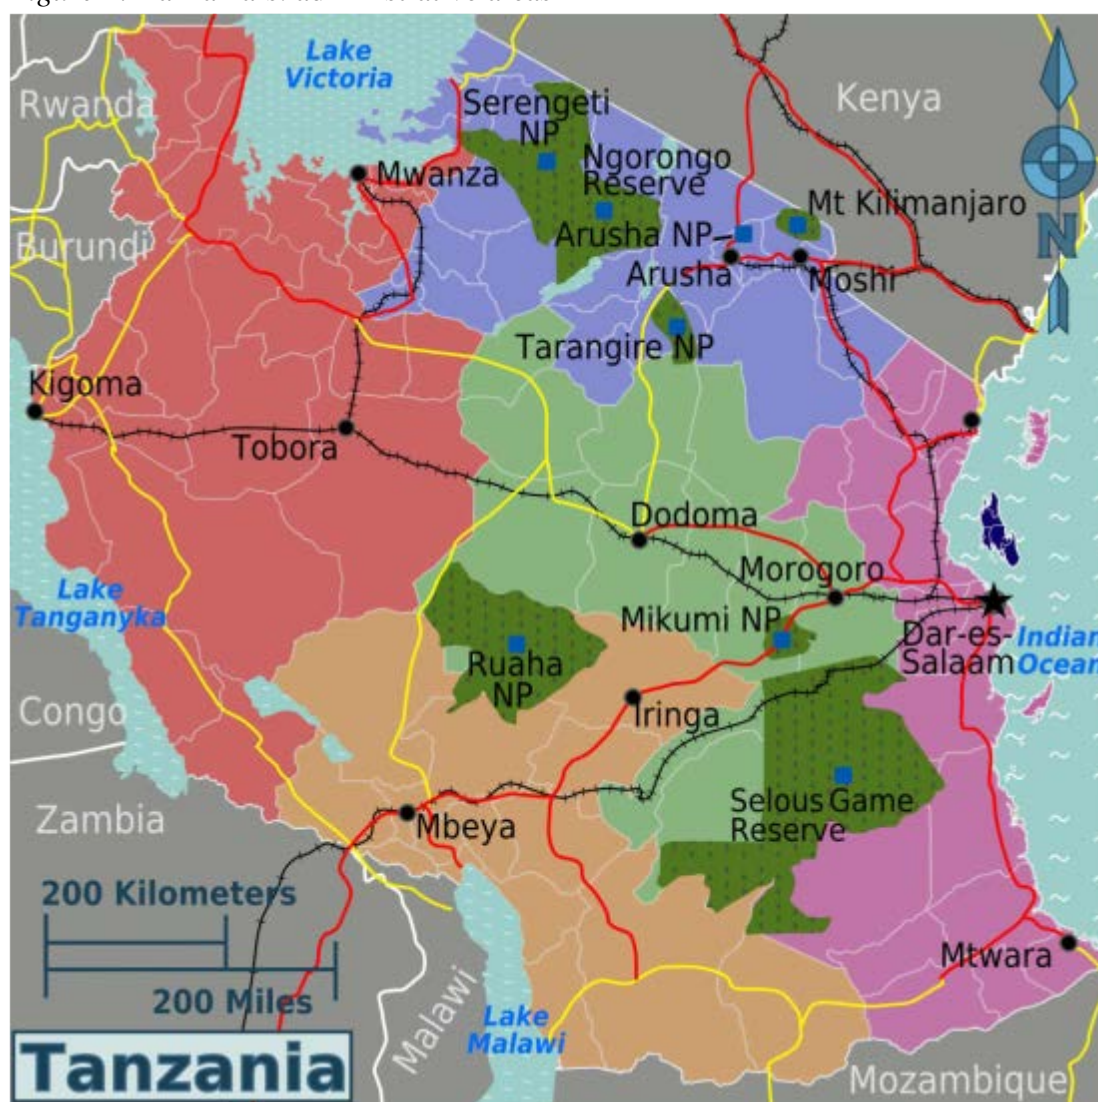 Lake
Victoria
Rwanda
Serengeti
NP
Kenya
Ngorongo
Reserve
Mwanza
Mt Kilimanjaro
Burundi
Arusha NP
Arusha
Moshi
N
Tarangire NP
Kigoma
Tobora
Dodoma
Morogoro
Lake
Tanganyka
Mikumi NP
Dar-es-
Salaam
Indian
Ocean
Ruaha
NP
Congo
Iringa
Zambia
Selous Game
Reserve
Mbeya
200 Kilometers
200 Miles
Mtwara
Malawi
Lake
Malawi
Tanzania
Mozambique